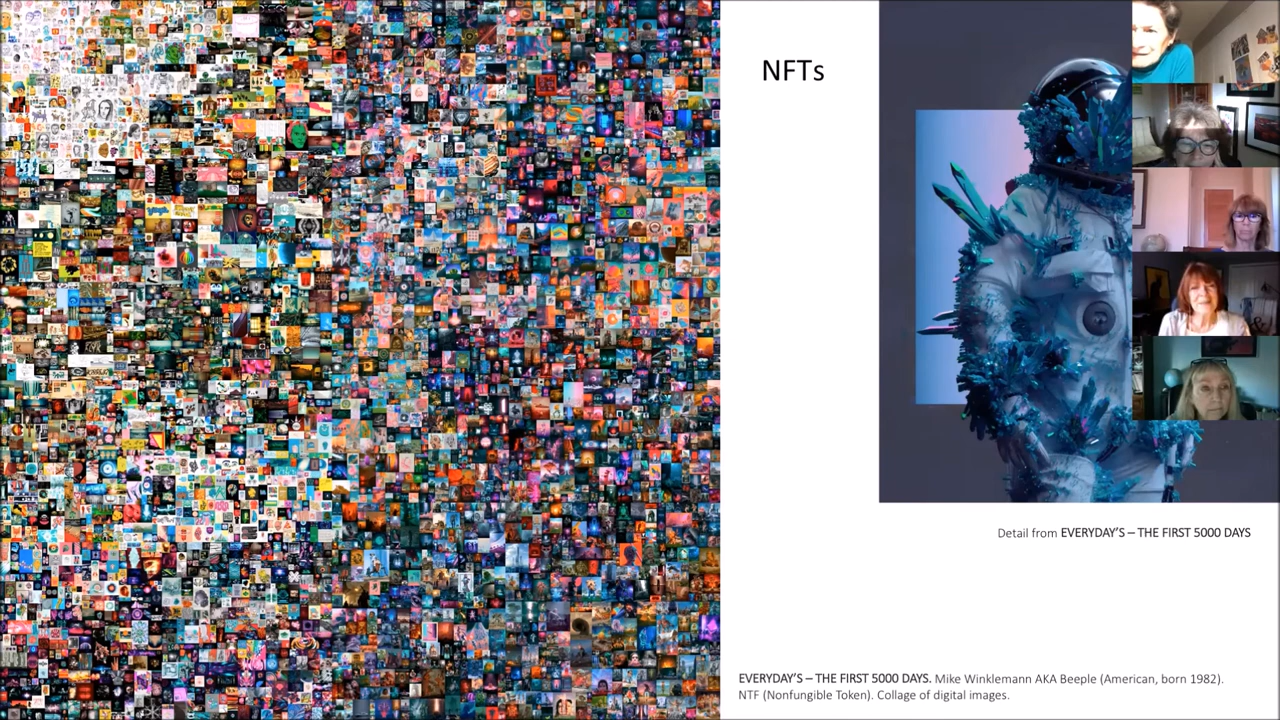 NFTs
Detail from EVERYDAY'S – THE FIRST 5000 DAYS
EVERYDAY'S – THE FIRST 5000 DAYS. Mike Winklemann AKA Beeple (American, born 1982).
NTF (Nonfungible Token). Collage of digital images.